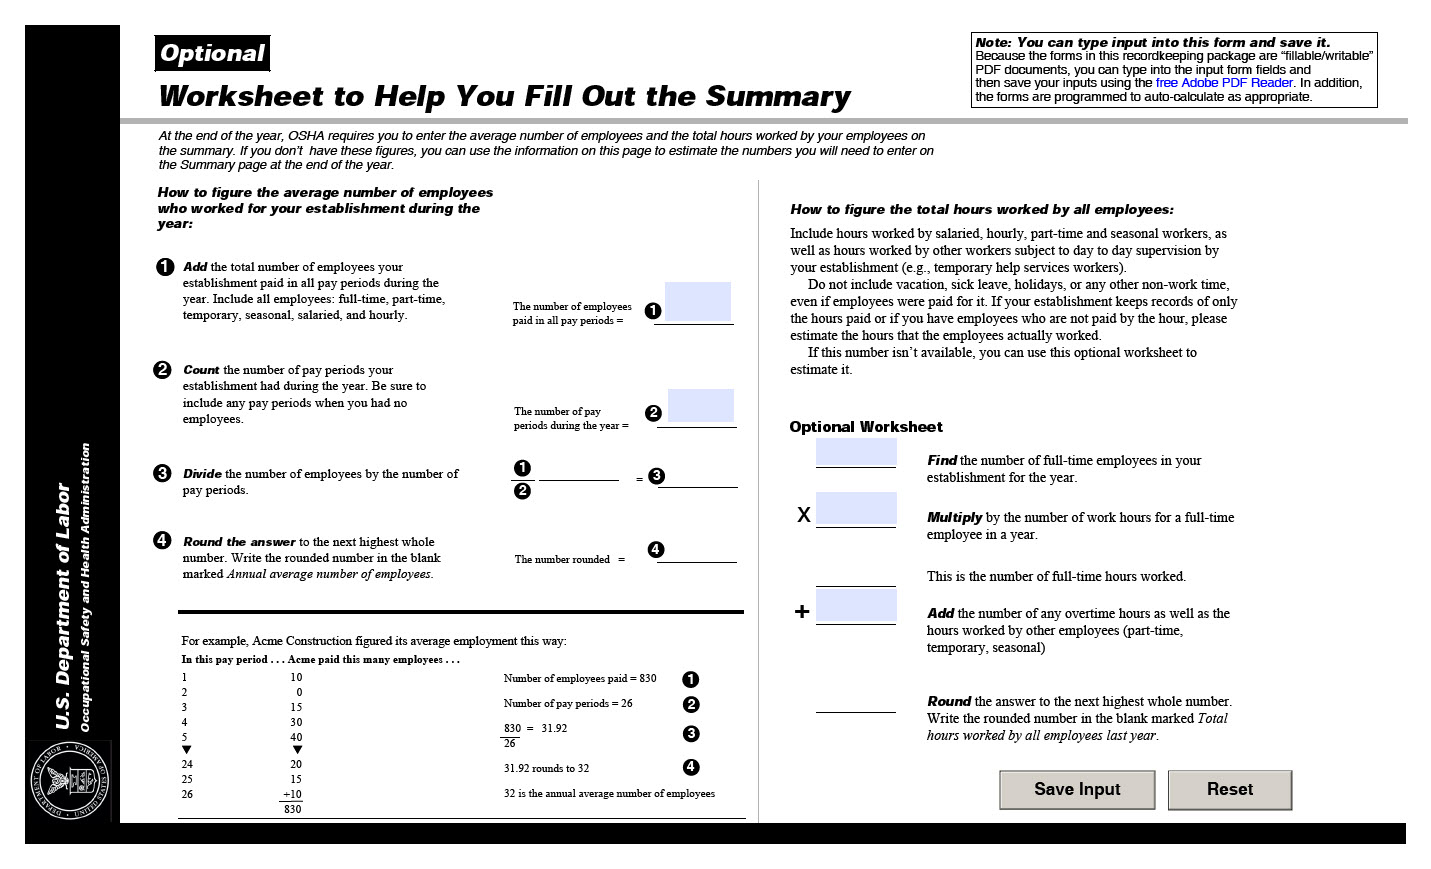 Optional
Worksheet to Help You Fill Out the Summary
Note: You can type input into this form and save it.
Because the forms in this recordkeeping package are “fillable/writable”
PDF documents, you can type into the input form fields and
then save your inputs using the free Adobe PDF Reader. In addition,
the forms are programmed to auto-calculate as appropriate.
At the end of the year, OSHA requires you to enter the average number of employees and the total hours worked by your employees on
the summary. If you don’t have these figures, you can use the information on this page to estimate the numbers you will need to enter on
the Summary page at the end of the year.
How to figure the average number of employees
who worked for your establishment during the
year:
1 Add the total number of employees your
establishment paid in all pay periods during the
year. Include all employees: full-time, part-time,
temporary, seasonal, salaried, and hourly.
The number of employees
paid in all pay periods = 1
2 Count the number of pay periods your
establishment had during the year. Be sure to
include any pay periods when you had no
employees.
The number of pay
periods during the year = 2
3 Divide the number of employees by the number of
pay periods.
1
2
= 3
4 Round the answer to the next highest whole
number. Write the rounded number in the blank
marked Annual average number of employees.
The number rounded = 4
For example, Acme Construction figured its average employment this way:
In this pay period . . . Acme paid this many employees . . .
1 10
2 0
3 15
4 30
5 40
▼ ▼
24 20
25 15
26 +10
830
Number of employees paid = 830 1
Number of pay periods = 26 2
830 = 31.92 3
26
31.92 rounds to 32 4
32 is the annual average number of employees
How to figure the total hours worked by all employees:
Include hours worked by salaried, hourly, part-time and seasonal workers, as
well as hours worked by other workers subject to day to day supervision by
your establishment (e.g., temporary help services workers).
Do not include vacation, sick leave, holidays, or any other non-work time,
even if employees were paid for it. If your establishment keeps records of only
the hours paid or if you have employees who are not paid by the hour, please
estimate the hours that the employees actually worked.
If this number isn’t available, you can use this optional worksheet to
estimate it.
Optional Worksheet
Find the number of full-time employees in your
establishment for the year.
X
Multiply by the number of work hours for a full-time
employee in a year.
This is the number of full-time hours worked.
+
Add the number of any overtime hours as well as the
hours worked by other employees (part-time,
temporary, seasonal)
Round the answer to the next highest whole number.
Write the rounded number in the blank marked Total
hours worked by all employees last year.
Save Input
Reset
U.S. Department of Labor
Occupational Safety and Health Administration
DEPARTMENT OF LABOR
UNITED STATES OF AMERICA